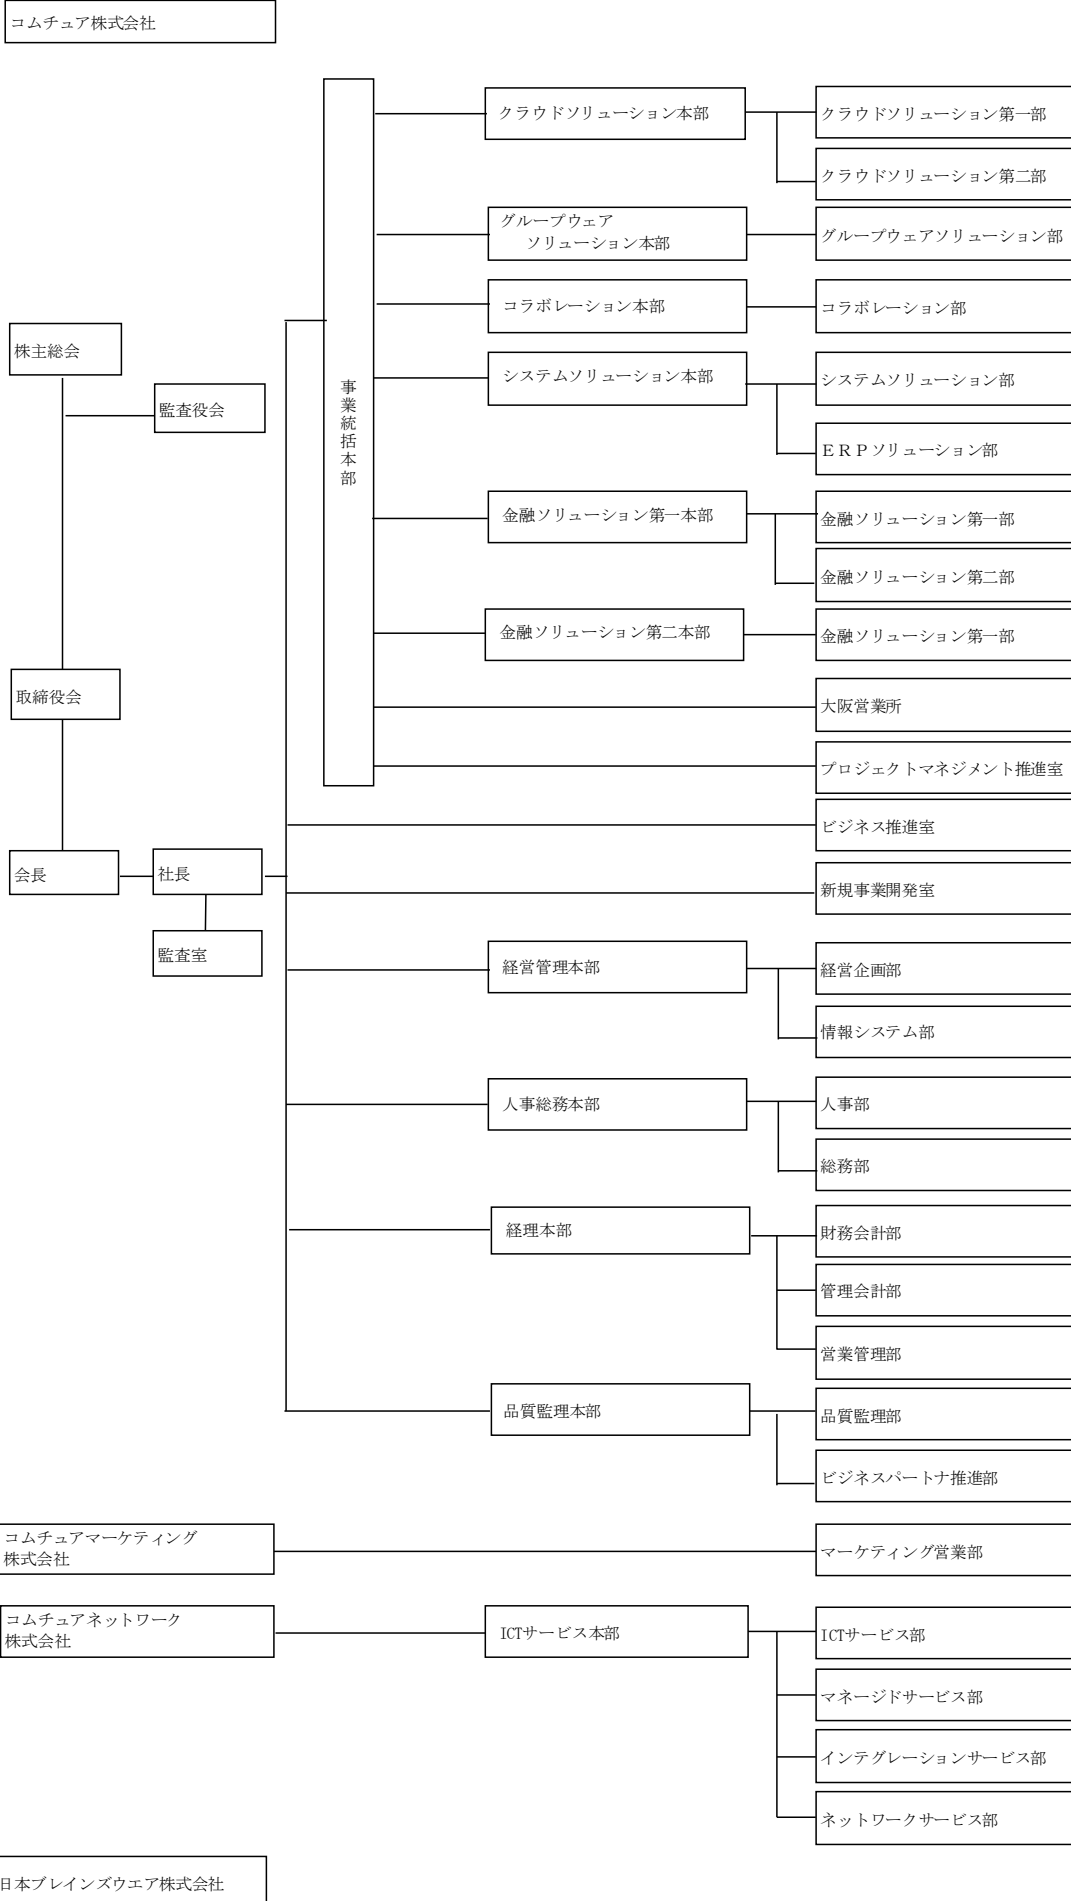 コムチュア株式会社
クラウドソリューション本部
クラウドソリューション第一部
クラウドソリューション第二部
グループウェア
ソリューション本部
グループウェアソリューション部
コラボレーション本部
コラボレーション部
株主総会
監査役会
事業統括本部
システムソリューション本部
システムソリューション部
ＥＲＰソリューション部
金融ソリューション第一本部
金融ソリューション第一部
金融ソリューション第二部
金融ソリューション第二本部
金融ソリューション第一部
取締役会
大阪営業所
プロジェクトマネジメント推進室
ビジネス推進室
会長
社長
新規事業開発室
監査室
経営管理本部
経営企画部
情報システム部
人事総務本部
人事部
総務部
経理本部
財務会計部
管理会計部
営業管理部
品質監理本部
品質監理部
ビジネスパートナ推進部
コムチュアマーケティング
株式会社
マーケティング営業部
コムチュアネットワーク
株式会社
ICTサービス本部
ICTサービス部
マネージドサービス部
インテグレーションサービス部
ネットワークサービス部
日本ブレインズウエア株式会社